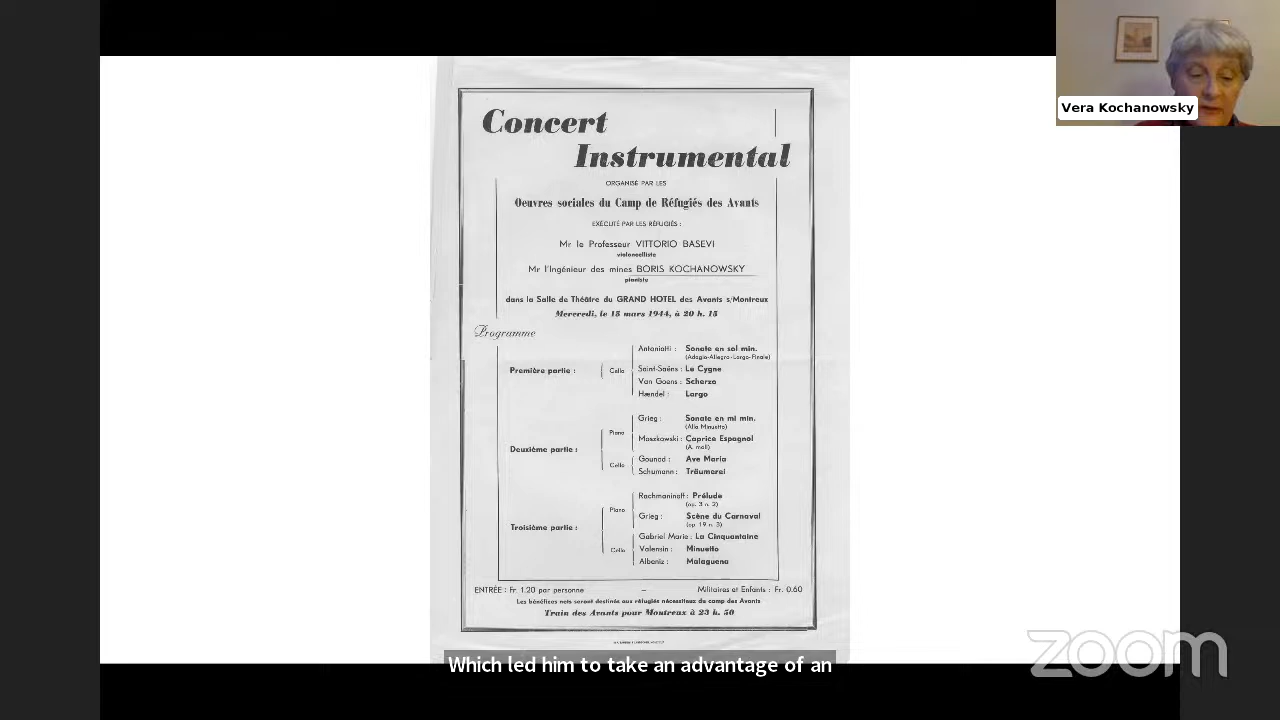 Concert
Instrumental
ORGANISÉ PAR LES
Oeuvres sociales du Camp de Réfugiés des Avants
EXÉCUTÉ PAR LES RÉFUGIÉS :
Mr le Professeur VITTORIO BASEVI
violoncelliste
Mr l'Ingénieur des mines BORIS KOCHANOWSKY
pianiste
dans la Salle de Théâtre du GRAND HOTEL des Avants s/Montreux
Mercredi, le 15 mars 1944, à 20 h. 15
Programme
Première partie :
Cello
Antoniotti : Sonate en sol min.
(Adagio-Allegro-Largo-Finale)
Saint-Saëns : Le Cygne
Van Goens : Scherzo
Hændel : Largo
Deuxième partie :
Piano
Grieg : Sonate en mi min.
(Alla Minuetto)
Moszkowski : Caprice Espagnol
(A. moll)
Cello
Gounod : Ave Maria
Schumann : Träumerei
Troisième partie :
Piano
Rachmaninoff : Prélude
(op. 3 n. 2)
Grieg : Scène du Carnaval
(op 19 n. 3)
Cello
Gabriel Marie : La Cinquantaine
Valensin : Minuetto
Albeniz : Malaguena
ENTRÉE : Fr. 1.20 par personne – Militaires et Enfants : Fr. 0.60
Les bénéfices nets seront destinés aux réfugiés nécessiteux du camp des Avants
Train des Avants pour Montreux à 23 h. 50
Which led him to take an advantage of an
Vera Kochanowsky
zoom